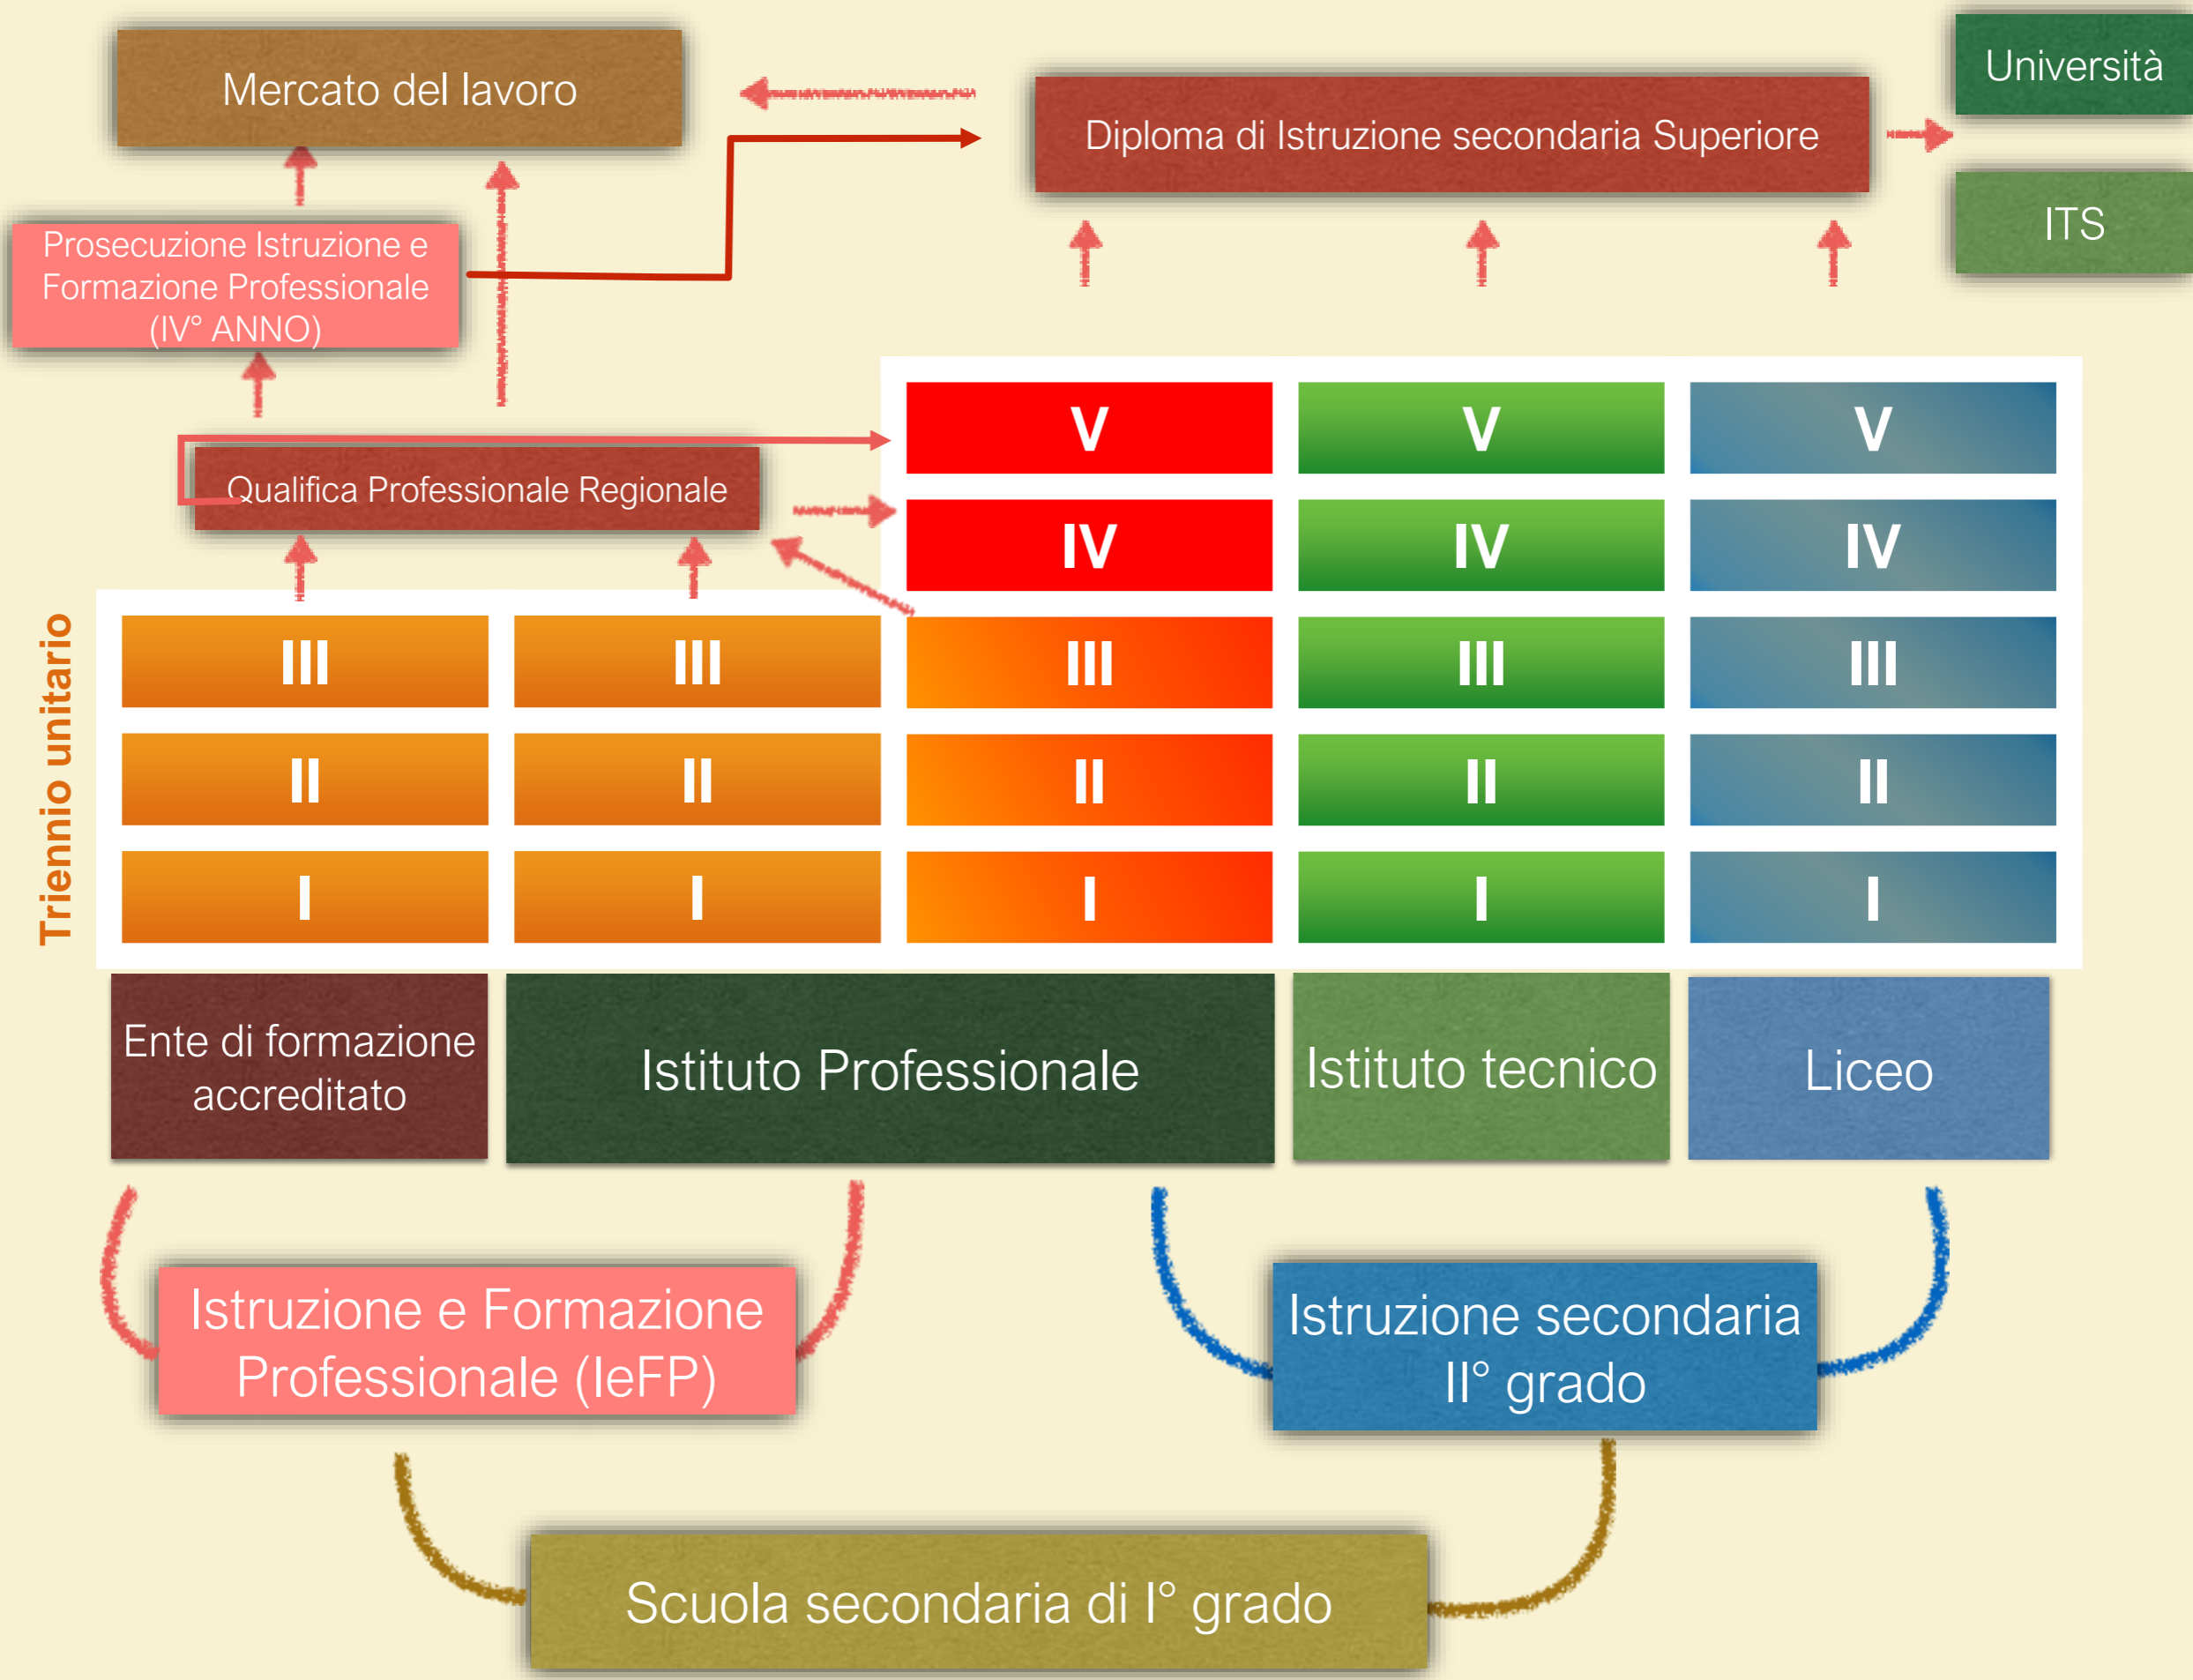 Mercato del lavoro
Diploma di Istruzione secondaria Superiore
Università
ITS
Prosecuzione Istruzione e
Formazione Professionale
(IV° ANNO)
Qualifica Professionale Regionale
V
V
V
IV
IV
IV
Triennio unitario
III
III
III
III
III
II
II
II
II
II
I
I
I
I
I
Ente di formazione
accreditato
Istituto Professionale
Istituto tecnico
Liceo
Istruzione e Formazione
Professionale (IeFP)
Istruzione secondaria
II° grado
Scuola secondaria di I° grado